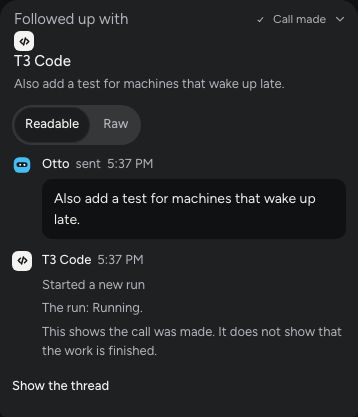 Followed up with
✓ Call made
T3 Code
Also add a test for machines that wake up late.
Readable Raw
Otto sent 5:37 PM
Also add a test for machines that wake up
late.
T3 Code 5:37 PM
Started a new run
The run: Running.
This shows the call was made. It does not show that
the work is finished.
Show the thread